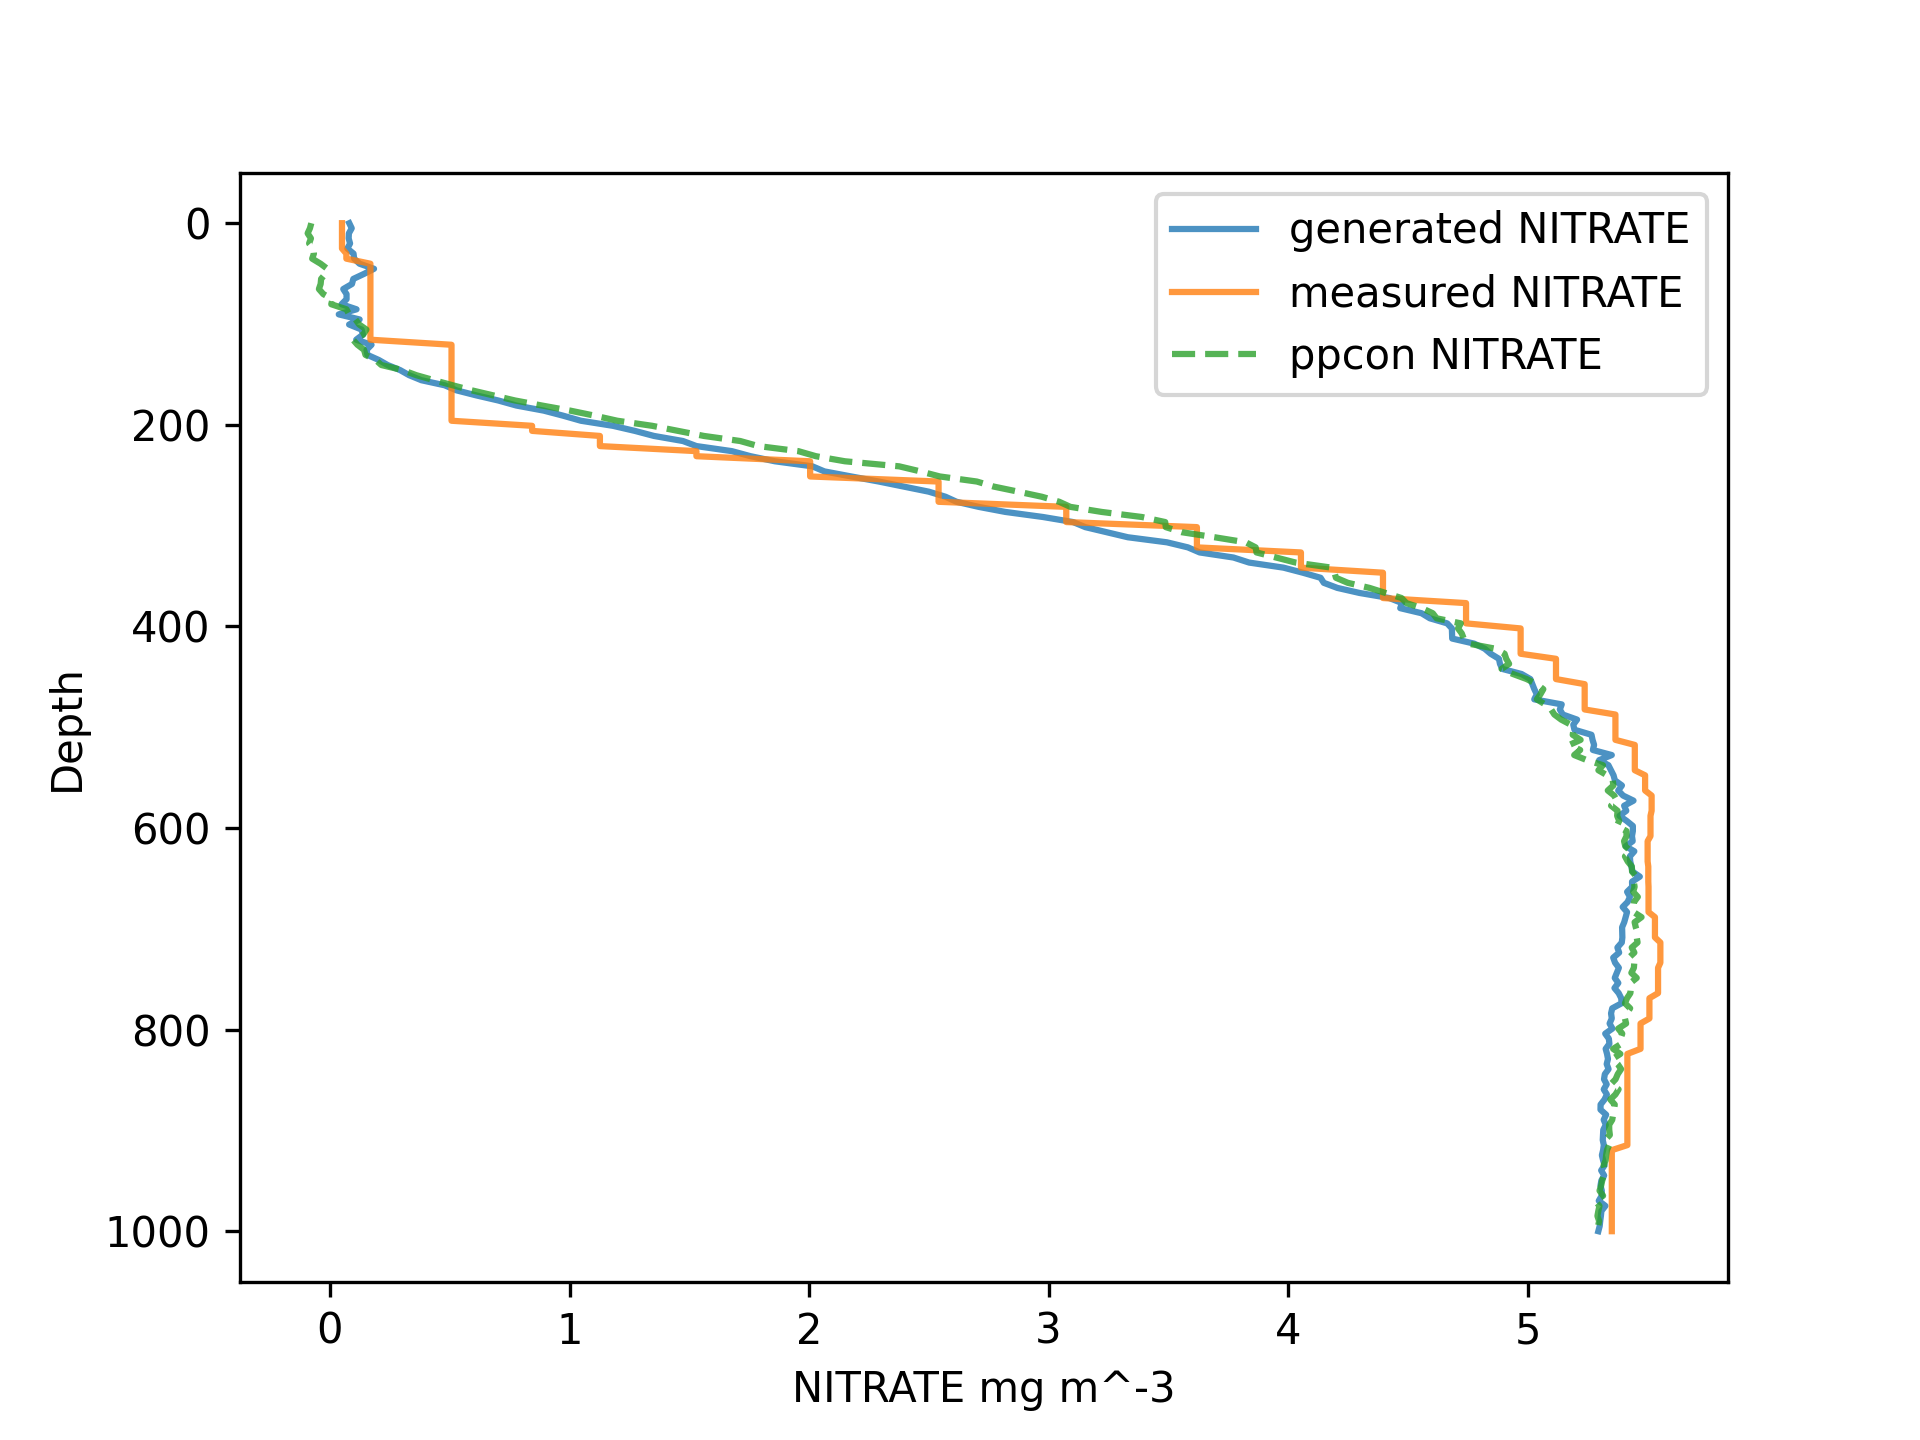 generated NITRATE
measured NITRATE
ppcon NITRATE
0
200
400
600
800
1000
Depth
0 1 2 3 4 5
NITRATE mg m^-3